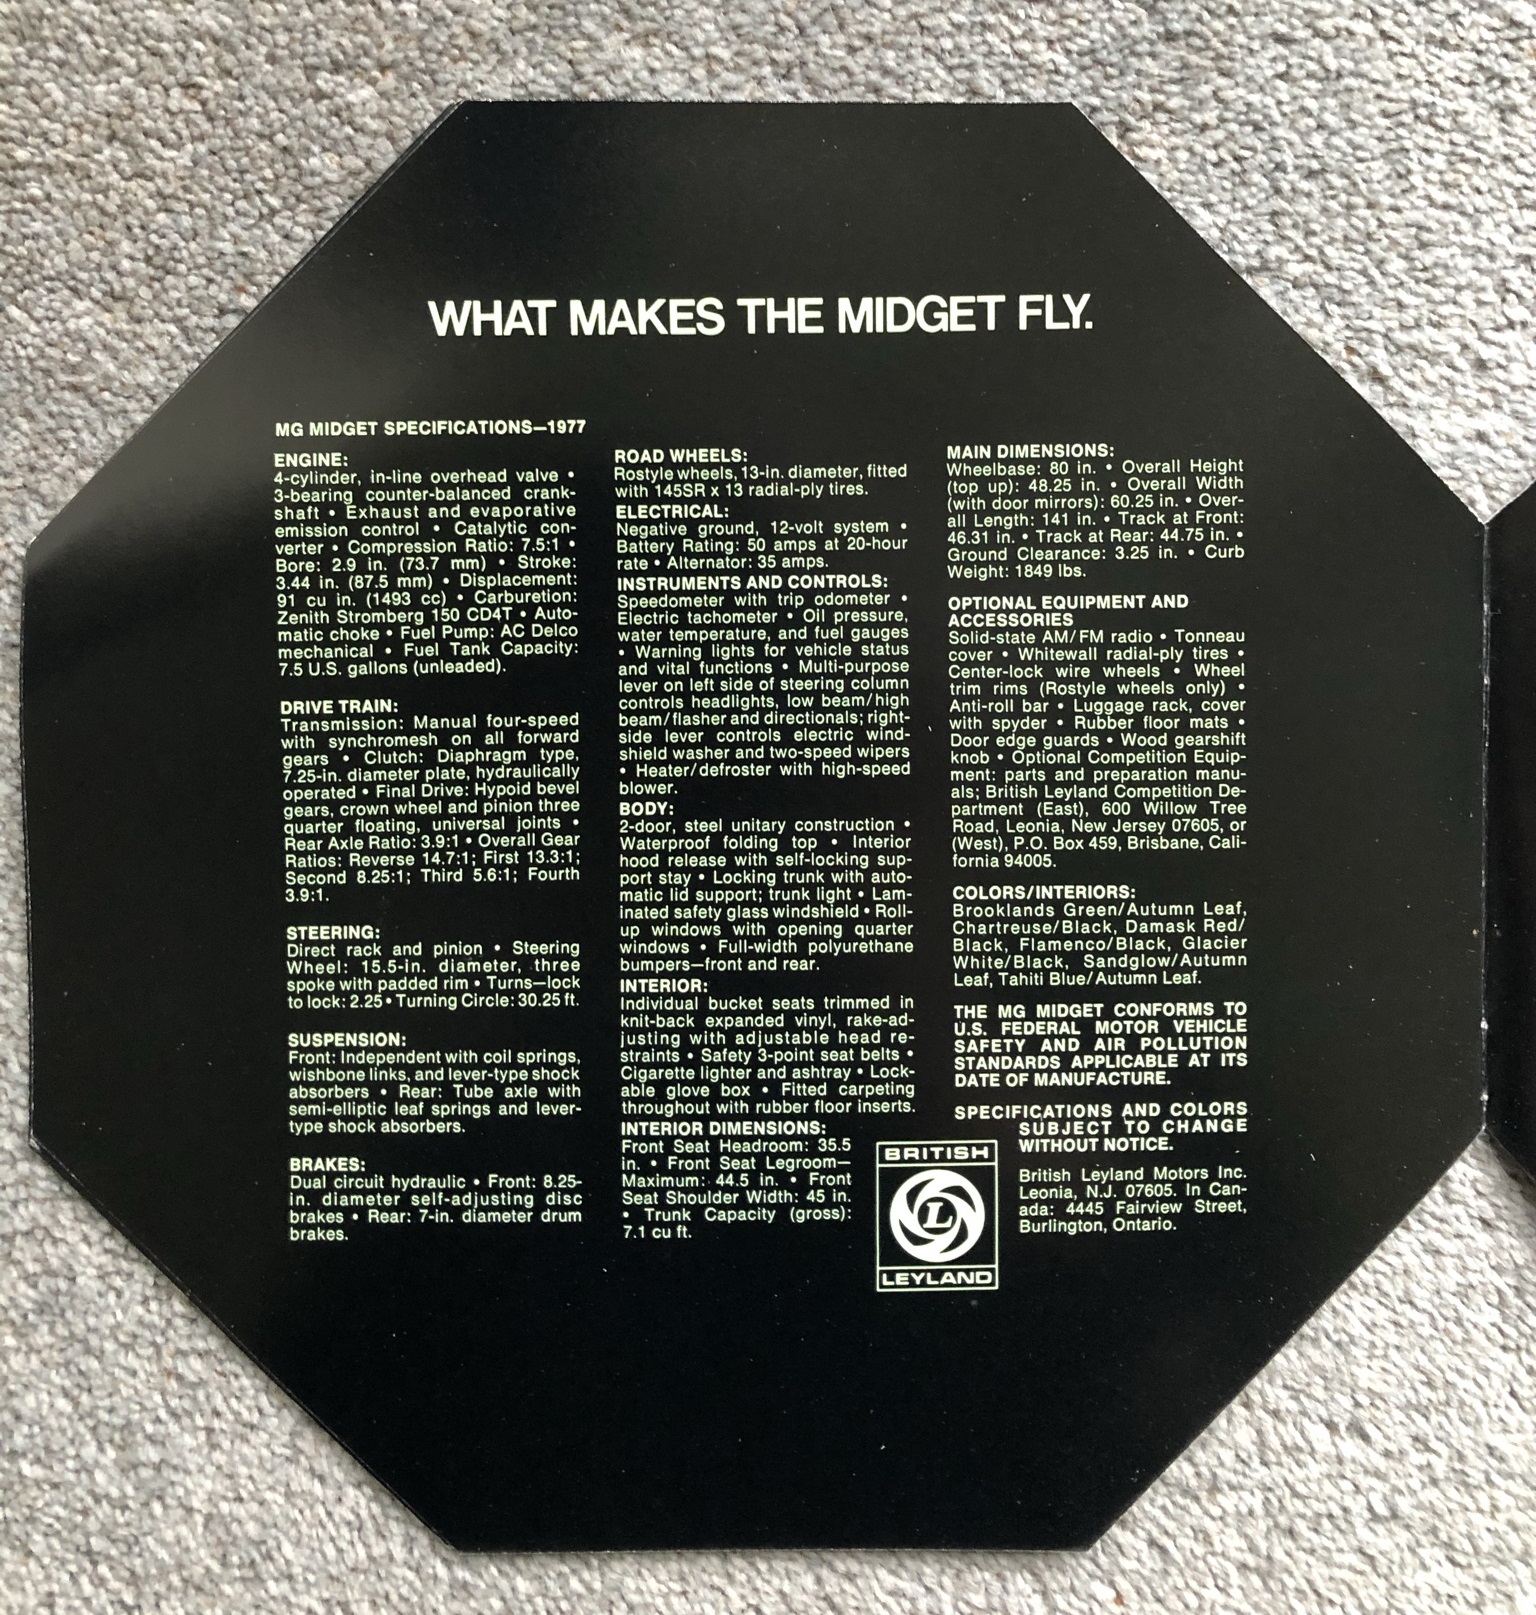 WHAT MAKES THE MIDGET FLY.
MG MIDGET SPECIFICATIONS—1977
ENGINE:
4-cylinder, in-line overhead valve •
3-bearing counter-balanced crank-
shaft • Exhaust and evaporative
emission control • Catalytic con-
verter • Compression Ratio: 7.5:1 •
Bore: 2.9 in. (73.7 mm) • Stroke:
3.44 in. (87.5 mm) • Displacement:
91 cu in. (1493 cc) • Carburetion:
Zenith Stromberg 150 CD4T • Auto-
matic choke • Fuel Pump: AC Delco
mechanical • Fuel Tank Capacity:
7.5 U.S. gallons (unleaded).
DRIVE TRAIN:
Transmission: Manual four-speed
with synchromesh on all forward
gears • Clutch: Diaphragm type,
7.25-in. diameter plate, hydraulically
operated • Final Drive: Hypoid bevel
gears, crown wheel and pinion three
quarter floating, universal joints •
Rear Axle Ratio: 3.9:1 • Overall Gear
Ratios: Reverse 14.7:1; First 13.3:1;
Second 8.25:1; Third 5.6:1; Fourth
3.9:1.
STEERING:
Direct rack and pinion • Steering
Wheel: 15.5-in. diameter, three
spoke with padded rim • Turns—lock
to lock: 2.25 • Turning Circle: 30.25 ft.
SUSPENSION:
Front: Independent with coil springs,
wishbone links, and lever-type shock
absorbers • Rear: Tube axle with
semi-elliptic leaf springs and lever-
type shock absorbers.
BRAKES:
Dual circuit hydraulic • Front: 8.25-
in. diameter self-adjusting disc
brakes • Rear: 7-in. diameter drum
brakes.
ROAD WHEELS:
Rostyle wheels, 13-in. diameter, fitted
with 145SR x 13 radial-ply tires.
ELECTRICAL:
Negative ground, 12-volt system •
Battery Rating: 50 amps at 20-hour
rate • Alternator: 35 amps.
INSTRUMENTS AND CONTROLS:
Speedometer with trip odometer •
Electric tachometer • Oil pressure,
water temperature, and fuel gauges
• Warning lights for vehicle status
and vital functions • Multi-purpose
lever on left side of steering column
controls headlights, low beam/high
beam/flasher and directionals; right-
side lever controls electric wind-
shield washer and two-speed wipers
• Heater/defroster with high-speed
blower.
BODY:
2-door, steel unitary construction •
Waterproof folding top • Interior
hood release with self-locking sup-
port stay • Locking trunk with auto-
matic lid support; trunk light • Lam-
inated safety glass windshield • Roll-
up windows with opening quarter
windows • Full-width polyurethane
bumpers—front and rear.
INTERIOR:
Individual bucket seats trimmed in
knit-back expanded vinyl, rake-ad-
justing with adjustable head re-
straints • Safety 3-point seat belts •
Cigarette lighter and ashtray • Lock-
able glove box • Fitted carpeting
throughout with rubber floor inserts.
INTERIOR DIMENSIONS:
Front Seat Headroom: 35.5
in. • Front Seat Legroom—
Maximum: 44.5 in. • Front
Seat Shoulder Width: 45 in.
• Trunk Capacity (gross):
7.1 cu ft.
MAIN DIMENSIONS:
Wheelbase: 80 in. • Overall Height
(top up): 48.25 in. • Overall Width
(with door mirrors): 60.25 in. • Over-
all Length: 141 in. • Track at Front:
46.31 in. • Track at Rear: 44.75 in. •
Ground Clearance: 3.25 in. • Curb
Weight: 1849 lbs.
OPTIONAL EQUIPMENT AND
ACCESSORIES
Solid-state AM/FM radio • Tonneau
cover • Whitewall radial-ply tires •
Center-lock wire wheels • Wheel
trim rims (Rostyle wheels only) •
Anti-roll bar • Luggage rack, cover
with spyder • Rubber floor mats •
Door edge guards • Wood gearshift
knob • Optional Competition Equip-
ment: parts and preparation manu-
als; British Leyland Competition De-
partment (East), 600 Willow Tree
Road, Leonia, New Jersey 07605, or
(West), P.O. Box 459, Brisbane, Cali-
fornia 94005.
COLORS/INTERIORS:
Brooklands Green/Autumn Leaf,
Chartreuse/Black, Damask Red/
Black, Flamenco/Black, Glacier
White/Black, Sandglow/Autumn
Leaf, Tahiti Blue/Autumn Leaf.
THE MG MIDGET CONFORMS TO
U.S. FEDERAL MOTOR VEHICLE
SAFETY AND AIR POLLUTION
STANDARDS APPLICABLE AT ITS
DATE OF MANUFACTURE.
SPECIFICATIONS AND COLORS
SUBJECT TO CHANGE
WITHOUT NOTICE.
BRITISH
L
LEYLAND
British Leyland Motors Inc.
Leonia, N.J. 07605. In Can-
ada: 4445 Fairview Street,
Burlington, Ontario.